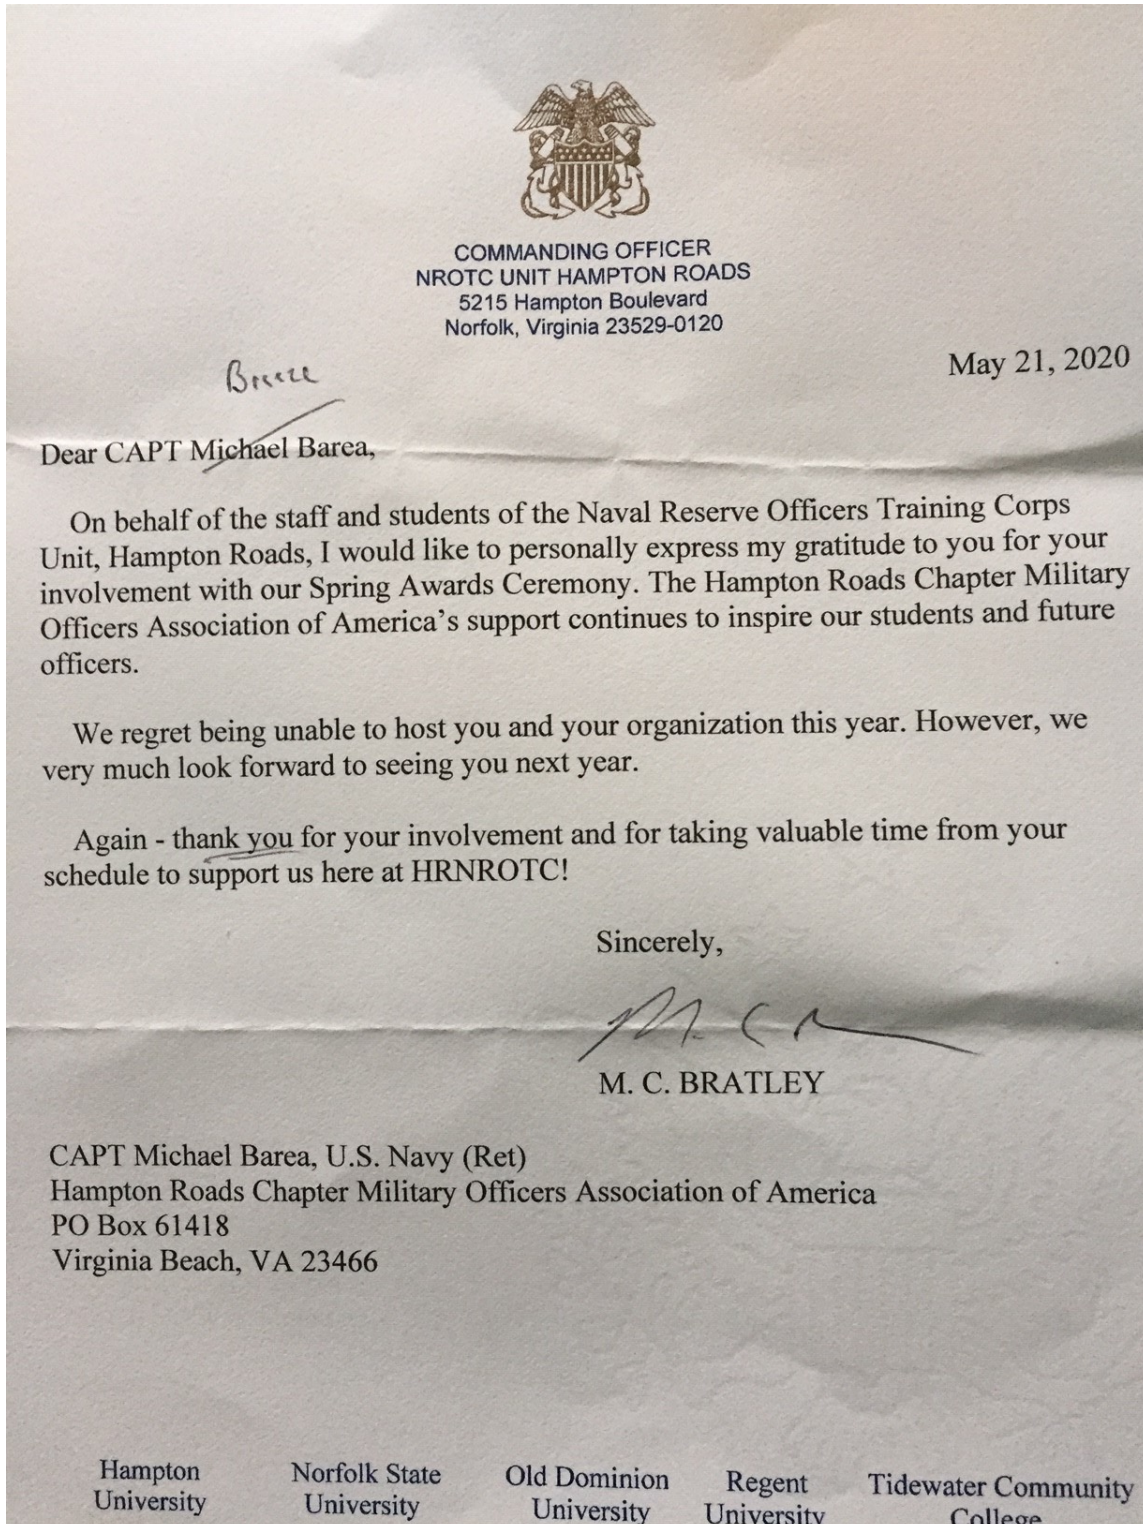 COMMANDING OFFICER
NROTC UNIT HAMPTON ROADS
5215 Hampton Boulevard
Norfolk, Virginia 23529-0120
May 21, 2020
Breeze
Dear CAPT Michael Barea,
On behalf of the staff and students of the Naval Reserve Officers Training Corps
Unit, Hampton Roads, I would like to personally express my gratitude to you for your
involvement with our Spring Awards Ceremony. The Hampton Roads Chapter Military
Officers Association of America’s support continues to inspire our students and future
officers.
We regret being unable to host you and your organization this year. However, we
very much look forward to seeing you next year.
Again - thank you for your involvement and for taking valuable time from your
schedule to support us here at HRNROTC!
Sincerely,
M. C. BRATLEY
CAPT Michael Barea, U.S. Navy (Ret)
Hampton Roads Chapter Military Officers Association of America
PO Box 61418
Virginia Beach, VA 23466
Hampton University
Norfolk State University
Old Dominion University
Regent University
Tidewater Community College